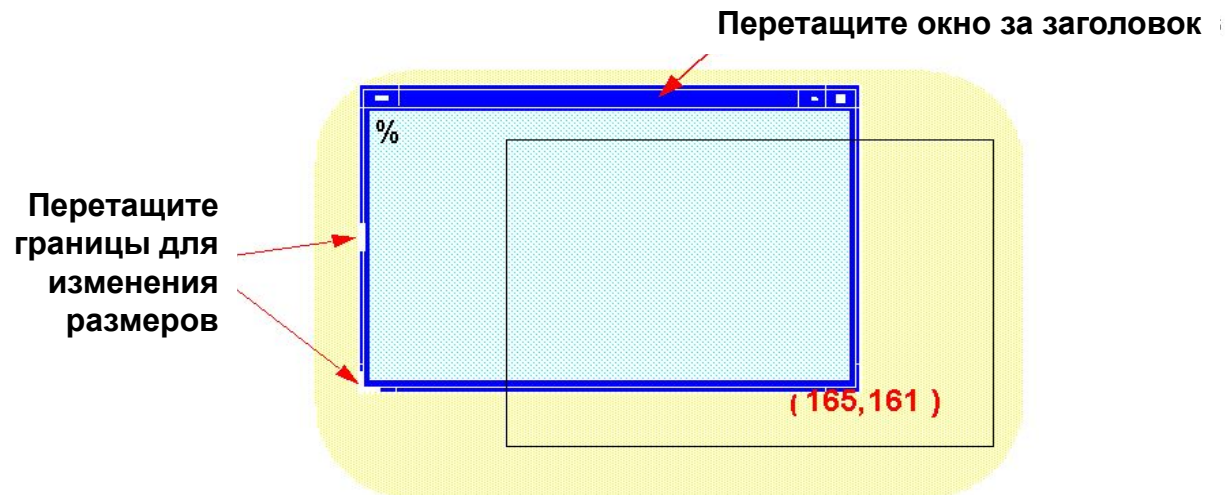 Перетащите окно за заголовок
%
Перетащите
границы для
изменения
размеров
( 165,161 )